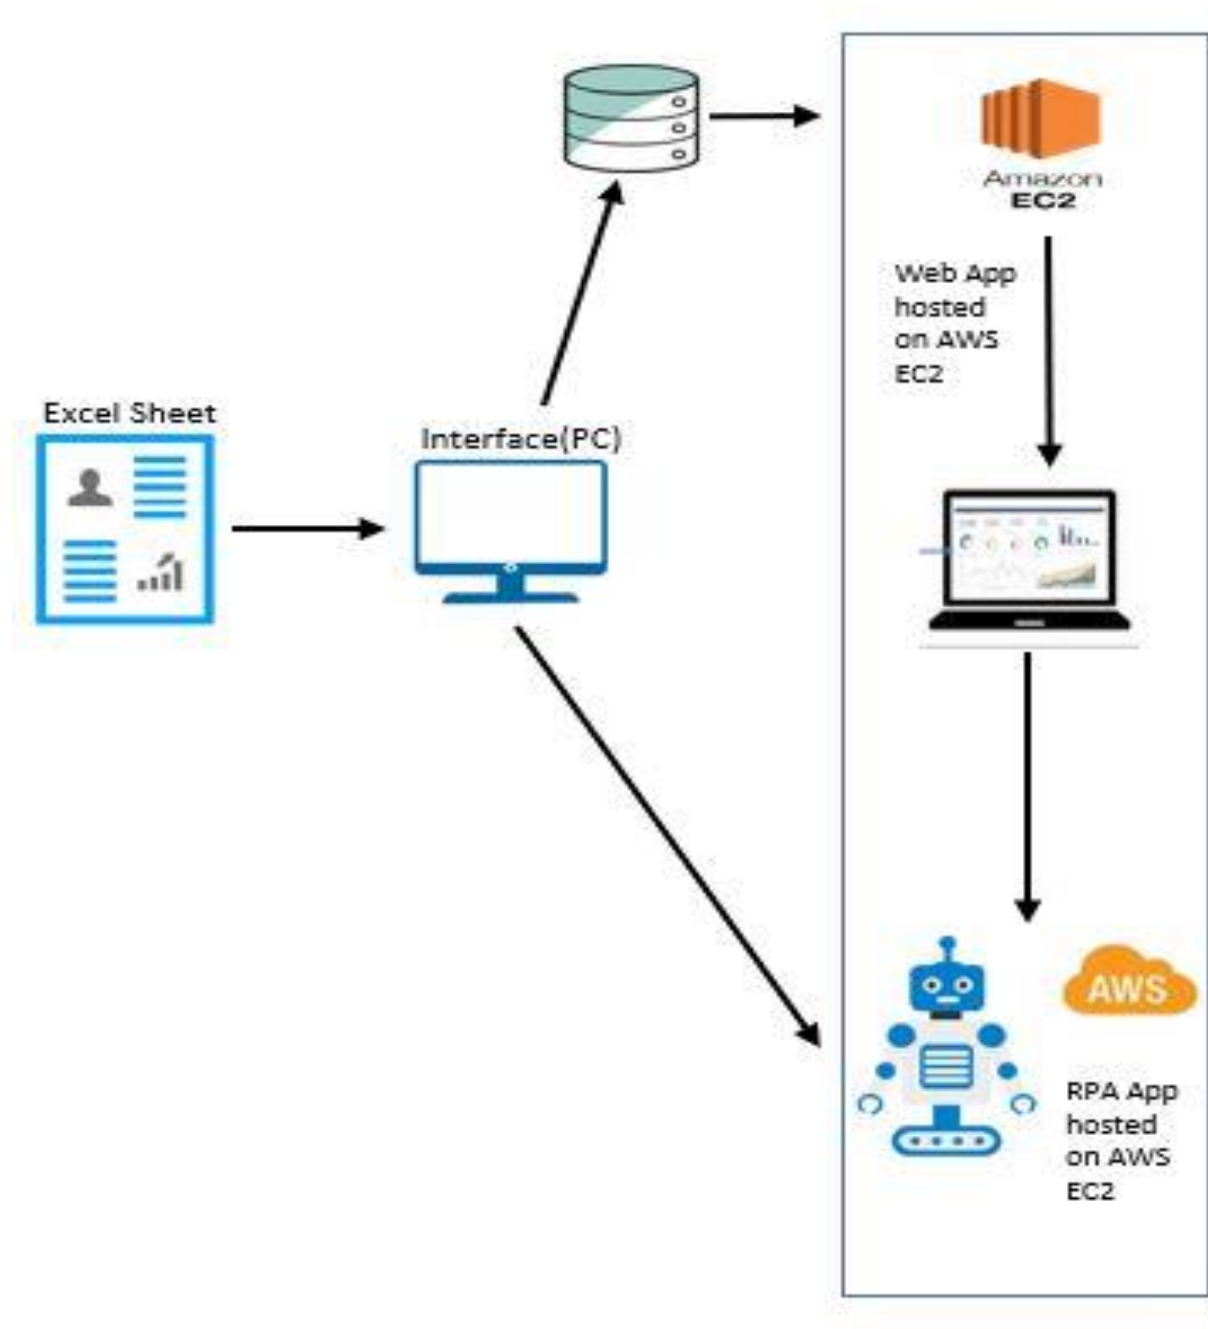 Amazon
EC2
Web App
hosted
on AWS
EC2
Excel Sheet
Interface(PC)
AWS
RPA App
hosted
on AWS
EC2